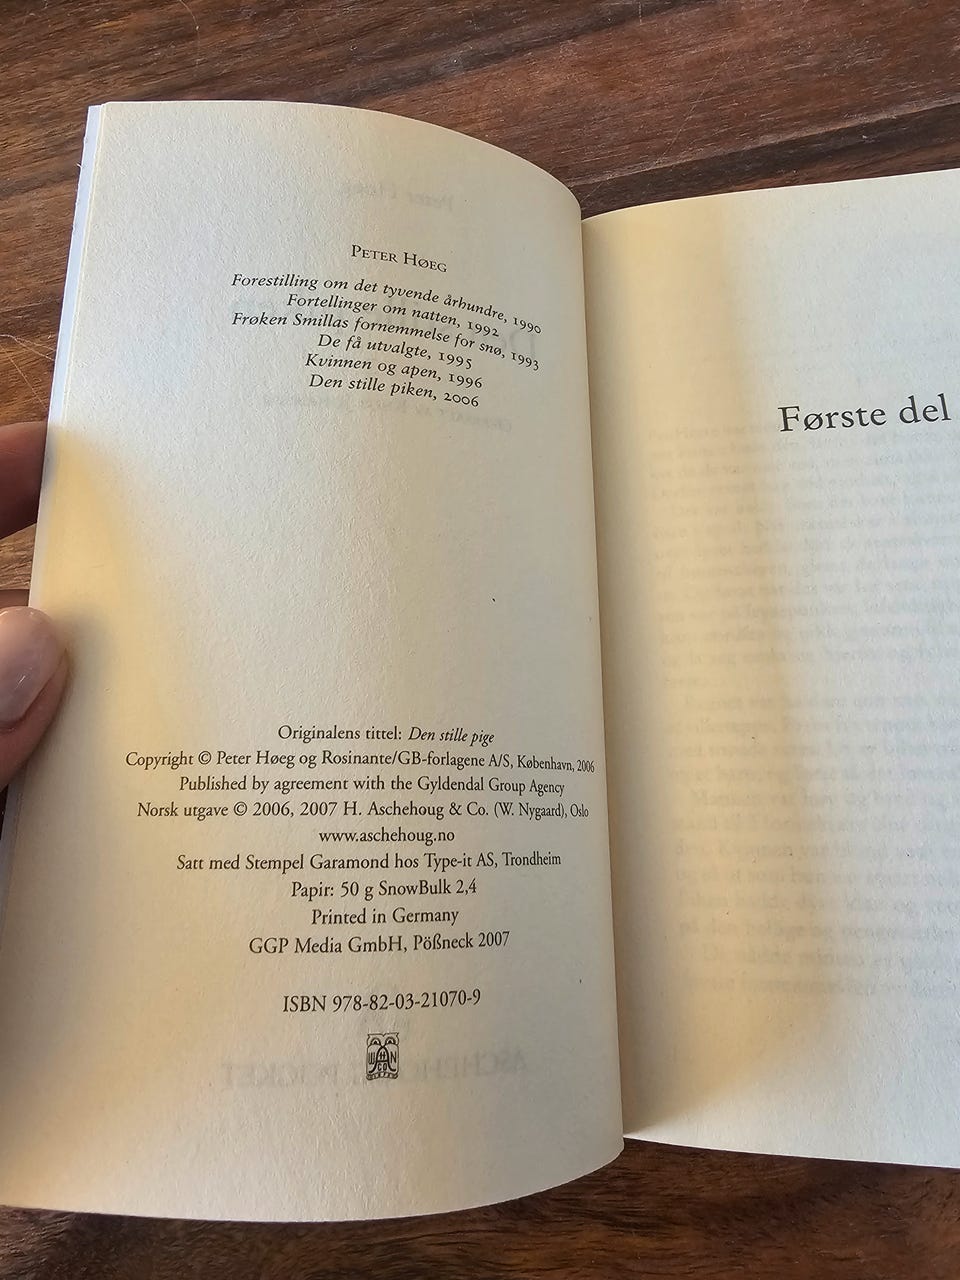 PETER HØEG
Forestilling om det tyvende århundre, 1990
Fortellinger om natten, 1992
Frøken Smillas fornemmelse for snø, 1993
De få utvalgte, 1995
Kvinnen og apen, 1996
Den stille piken, 2006
Originalens tittel: Den stille pige
Copyright © Peter Høeg og Rosinante/GB-forlagene A/S, København, 2006
Published by agreement with the Gyldendal Group Agency
Norsk utgave © 2006, 2007 H. Aschehoug & Co. (W. Nygaard), Oslo
www.aschehoug.no
Satt med Stempel Garamond hos Type-it AS, Trondheim
Papir: 50 g SnowBulk 2,4
Printed in Germany
GGP Media GmbH, Pößneck 2007
ISBN 978-82-03-21070-9
Første del